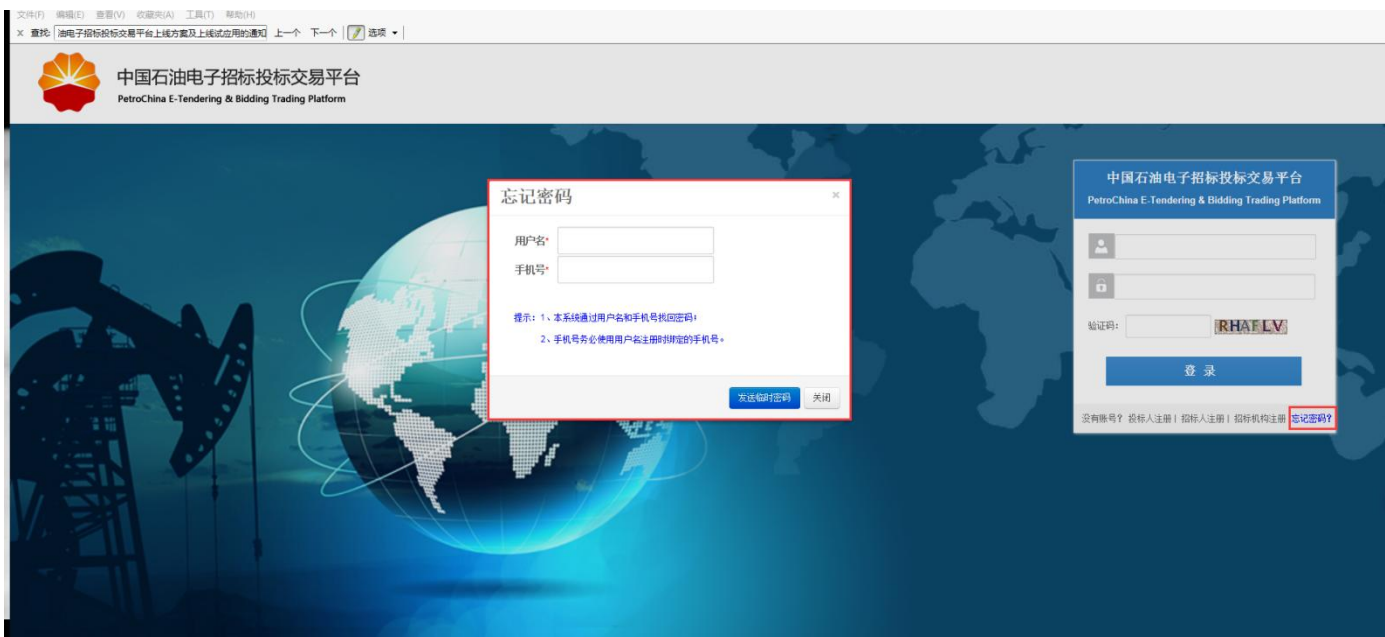 文件(F) 编辑(E) 查看(V) 收藏夹(A) 工具(T) 帮助(H)
x 查找: 油电子招标投标交易平台上线方案及上线试应用的通知 上一个 下一个 选项
中国石油电子招标投标交易平台
PetroChina E-Tendering & Bidding Trading Platform
忘记密码 ×
用户名*
手机号*
提示：1、本系统通过用户名和手机号找回密码；
2、手机号务必使用用户名注册时绑定的手机号。
发送临时密码 关闭
中国石油电子招标投标交易平台
PetroChina E-Tendering & Bidding Trading Platform
验证码: RHAFLV
登 录
没有账号? 投标人注册 | 招标人注册 | 招标机构注册 忘记密码?